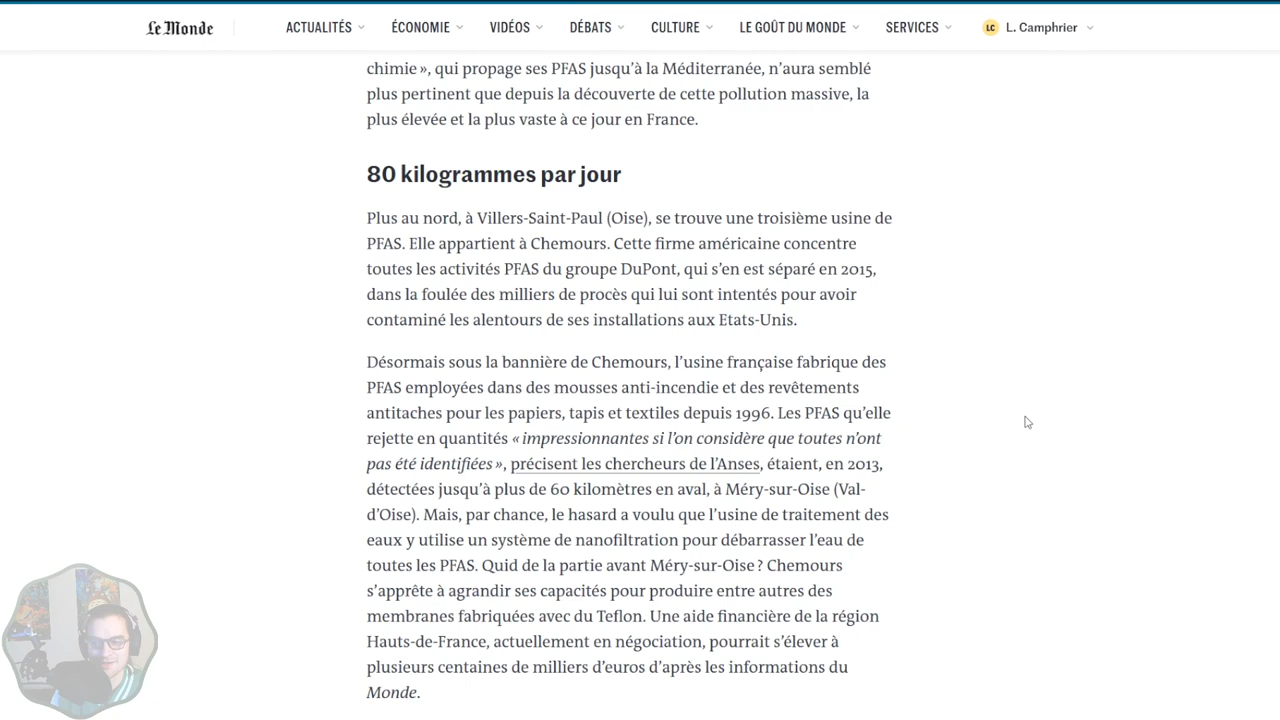 Le Monde
ACTUALITÉS
ÉCONOMIE
VIDÉOS
DÉBATS
CULTURE
LE GOÛT DU MONDE
SERVICES
LC
L. Camphrier
chimie », qui propage ses PFAS jusqu’à la Méditerranée, n’aura semblé
plus pertinent que depuis la découverte de cette pollution massive, la
plus élevée et la plus vaste à ce jour en France.
80 kilogrammes par jour
Plus au nord, à Villers-Saint-Paul (Oise), se trouve une troisième usine de
PFAS. Elle appartient à Chemours. Cette firme américaine concentre
toutes les activités PFAS du groupe DuPont, qui s’en est séparé en 2015,
dans la foulée des milliers de procès qui lui sont intentés pour avoir
contaminé les alentours de ses installations aux Etats-Unis.
Désormais sous la bannière de Chemours, l’usine française fabrique des
PFAS employées dans des mousses anti-incendie et des revêtements
antitaches pour les papiers, tapis et textiles depuis 1996. Les PFAS qu’elle
rejette en quantités « impressionnantes si l’on considère que toutes n’ont
pas été identifiées », précisent les chercheurs de l’Anses, étaient, en 2013,
détectées jusqu’à plus de 60 kilomètres en aval, à Méry-sur-Oise (Val-
d’Oise). Mais, par chance, le hasard a voulu que l’usine de traitement des
eaux y utilise un système de nanofiltration pour débarrasser l’eau de
toutes les PFAS. Quid de la partie avant Méry-sur-Oise ? Chemours
s’apprête à agrandir ses capacités pour produire entre autres des
membranes fabriquées avec du Teflon. Une aide financière de la région
Hauts-de-France, actuellement en négociation, pourrait s’élever à
plusieurs centaines de milliers d’euros d’après les informations du
Monde.